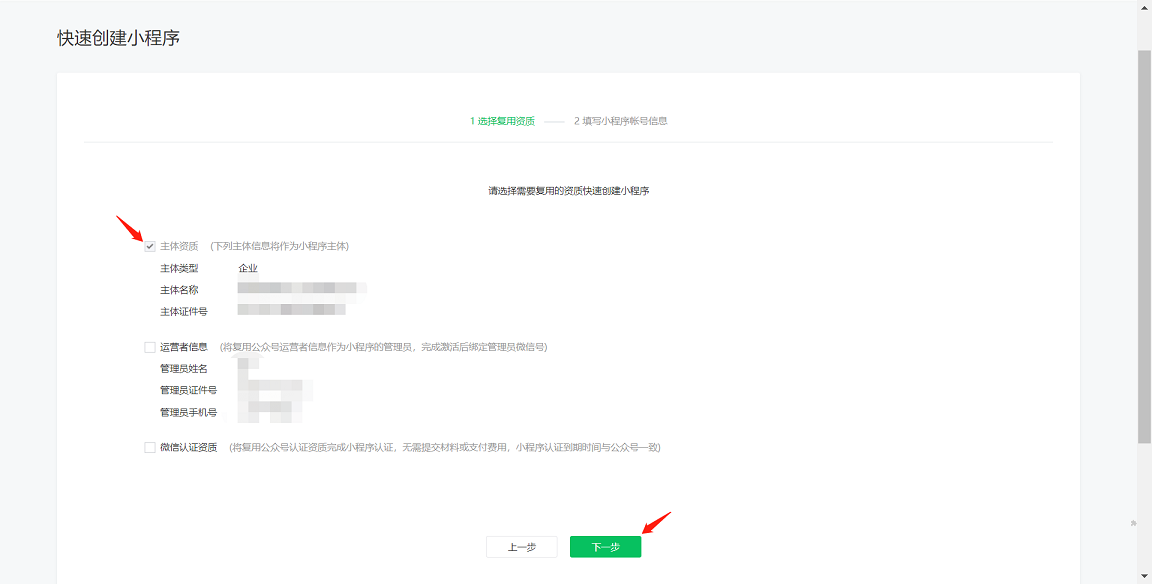 快速创建小程序
1 选择复用资质 2 填写小程序帐号信息
请选择需要复用的资质快速创建小程序
主体资质 (下列主体信息将作为小程序主体)
主体类型 企业
主体名称
主体证件号
运营者信息 (将复用公众号运营者信息作为小程序的管理员，完成激活后绑定管理员微信号)
管理员姓名
管理员证件号
管理员手机号
微信认证资质 (将复用公众号认证资质完成小程序认证，无需提交材料或支付费用，小程序认证到期时间与公众号一致)
上一步 下一步